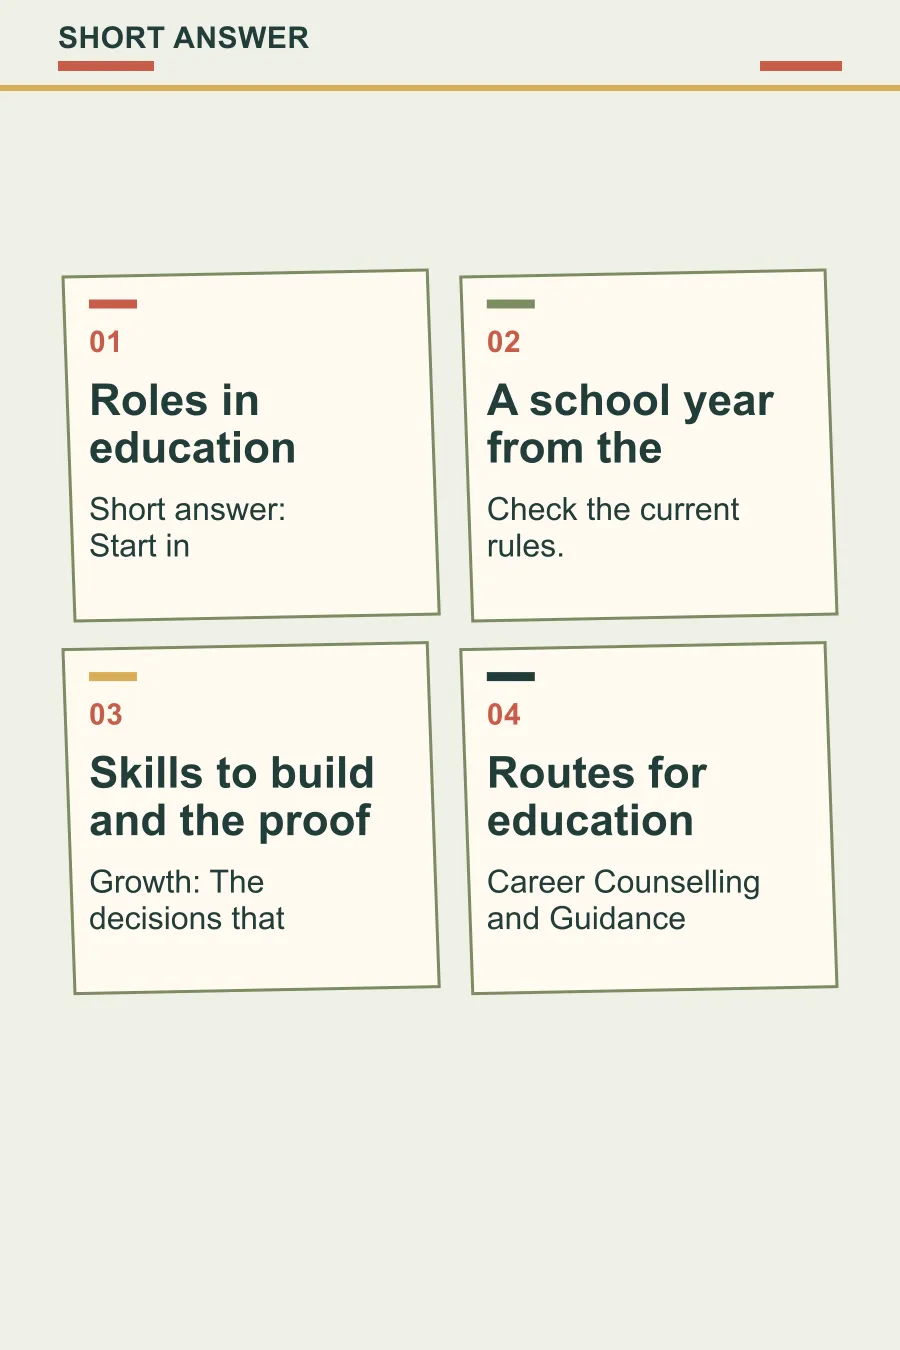 SHORT ANSWER
01
Roles in
education
Short answer:
Start in
02
A school year
from the
Check the current
rules.
03
Skills to build
and the proof
Growth: The
decisions that
04
Routes for
education
Career Counselling
and Guidance